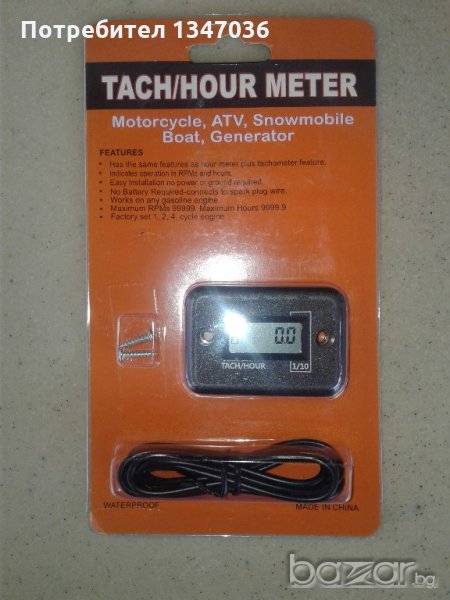 Потребител 1347036
TACH/HOUR METER
Motorcycle, ATV, Snowmobile
Boat, Generator
FEATURES
• Has the same features as hour meter plus tachometer feature.
• Indicates operation in RPMs and hours.
• Easy Installation no power or ground required.
• No Battery Required-connects to spark plug wire.
• Works on any gasoline engine.
• Maximum RPMs 99999. Maximum Hours:9999.9
• Factory set 1, 2, 4, cycle engine.
0.0
TACH/HOUR 1/10
WATERPROOF MADE IN CHINA
bazar.bg